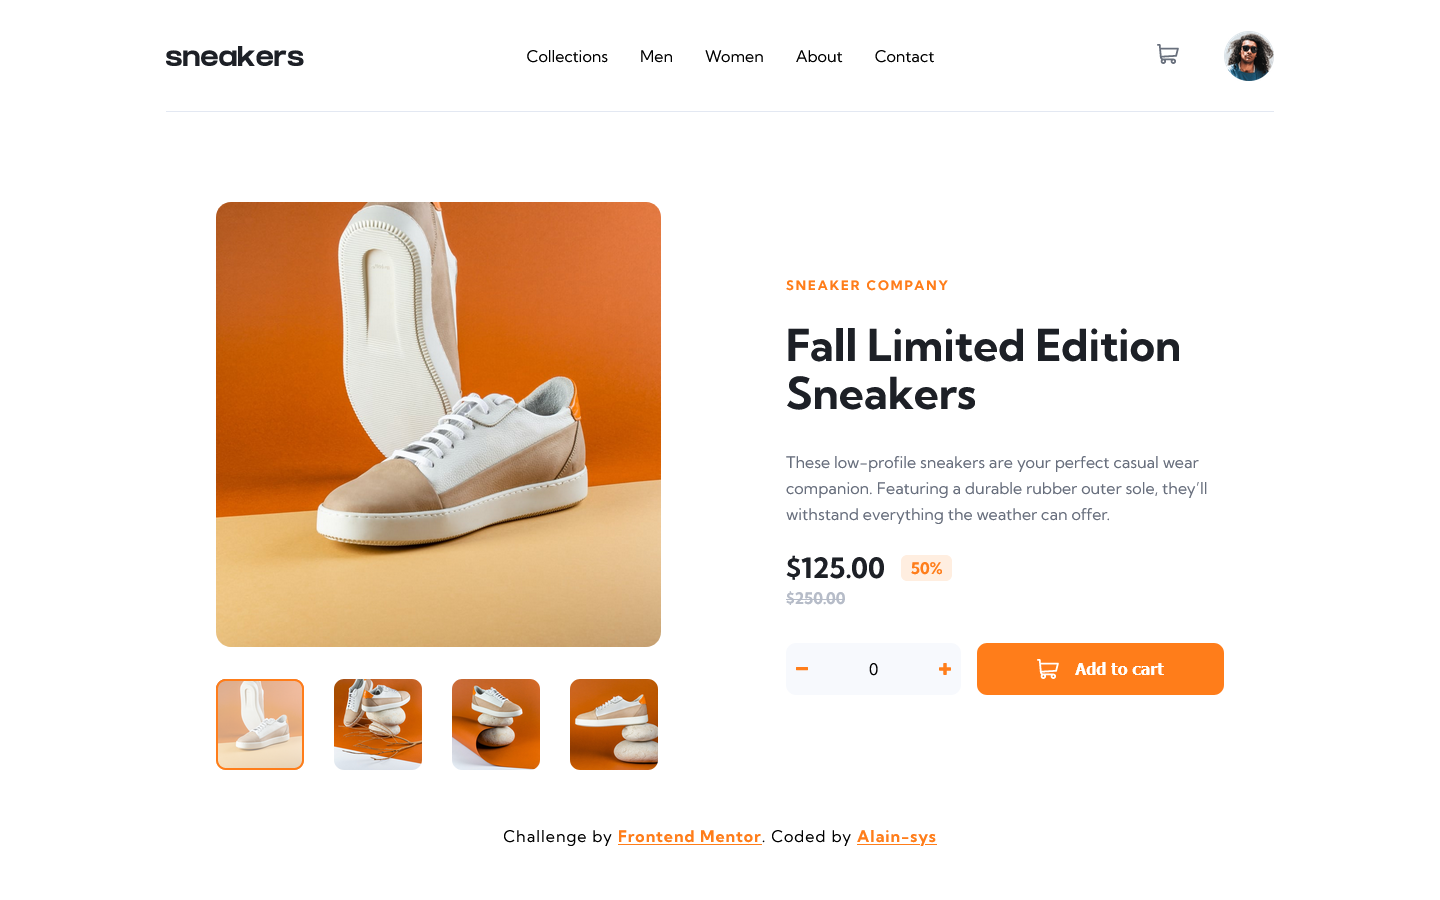 sneakers
Collections Men Women About Contact
SNEAKER COMPANY
Fall Limited Edition
Sneakers
These low-profile sneakers are your perfect casual wear
companion. Featuring a durable rubber outer sole, they’ll
withstand everything the weather can offer.
$125.00 50%
$250.00
0
Add to cart
Challenge by Frontend Mentor. Coded by Alain-sys